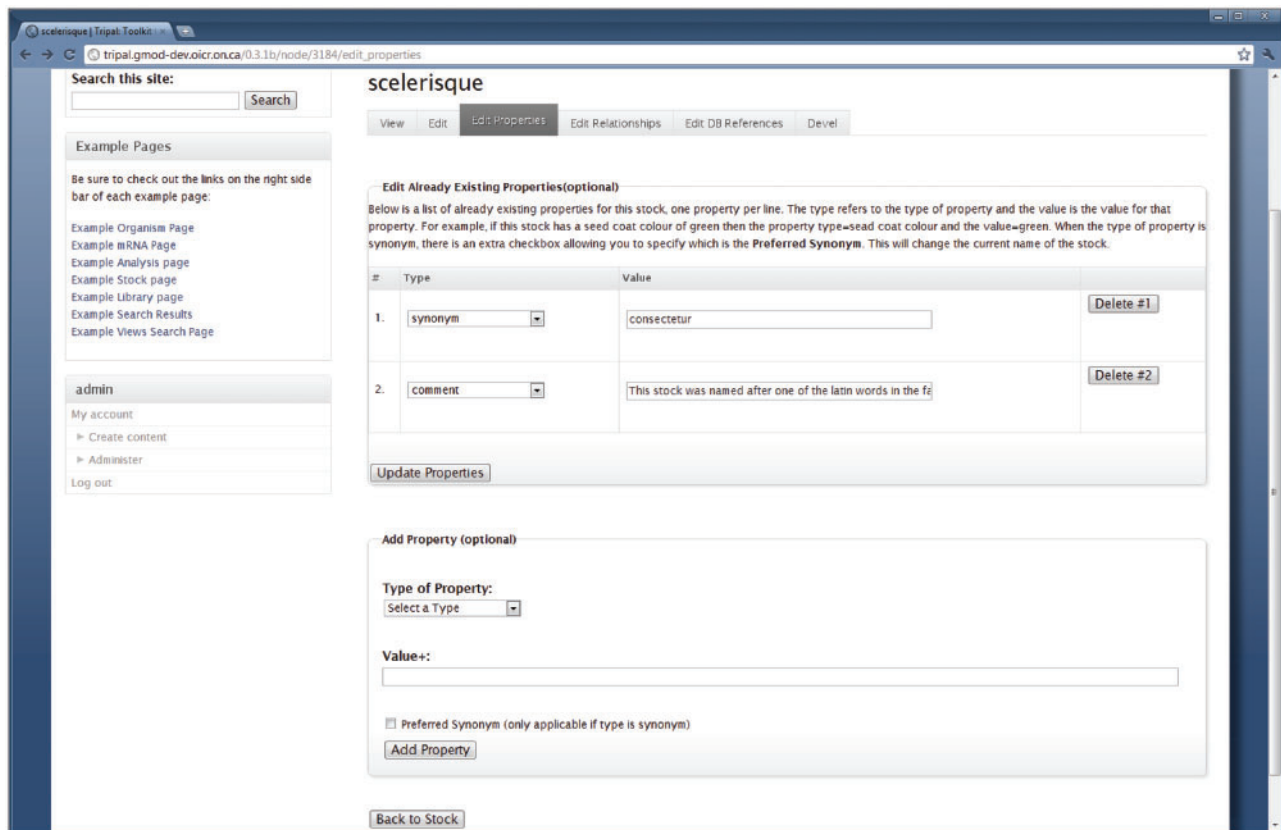 scelerisque | Tripal: Toolkit
tripal.gmod-dev.oicr.on.ca/0.3.1b/node/3184/edit_properties
Search this site:
Search
Example Pages
Be sure to check out the links on the right side
bar of each example page:
Example Organism Page
Example mRNA Page
Example Analysis page
Example Stock page
Example Library page
Example Search Results
Example Views Search Page
admin
My account
Create content
Administer
Log out
scelerisque
View Edit Edit Properties Edit Relationships Edit DB References Devel
Edit Already Existing Properties(optional)
Below is a list of already existing properties for this stock, one property per line. The type refers to the type of property and the value is the value for that
property. For example, if this stock has a seed coat colour of green then the property type=sead coat colour and the value=green. When the type of property is
synonym, there is an extra checkbox allowing you to specify which is the Preferred Synonym. This will change the current name of the stock.
# Type Value
1. synonym consectetur Delete #1
2. comment This stock was named after one of the latin words in the fa Delete #2
Update Properties
Add Property (optional)
Type of Property:
Select a Type
Value+:
Preferred Synonym (only applicable if type is synonym)
Add Property
Back to Stock